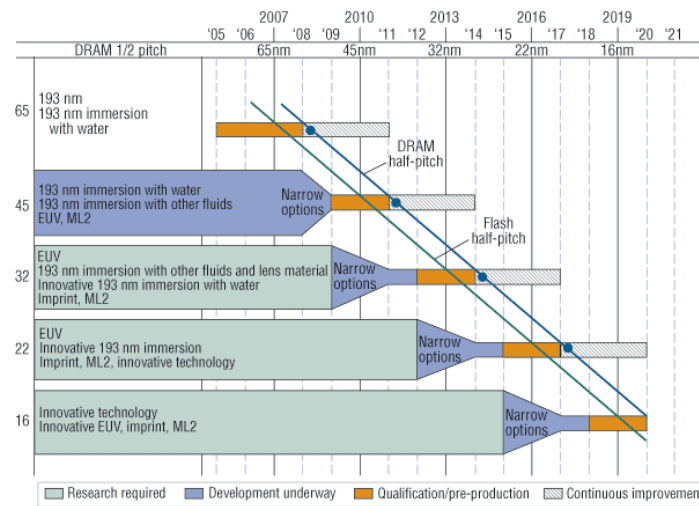 2007 2010 2013 2016 2019
'05 '06 '08 '09 '11 '12 '14 '15 '17 '18 '20 '21
DRAM 1/2 pitch 65nm 45nm 32nm 22nm 16nm
65
193 nm
193 nm immersion
with water
DRAM
half-pitch
45
193 nm immersion with water
193 nm immersion with other fluids
EUV, ML2
Narrow
options
Flash
half-pitch
32
EUV
193 nm immersion with other fluids and lens material
Innovative 193 nm immersion with water
Imprint, ML2
Narrow
options
22
EUV
Innovative 193 nm immersion
Imprint, ML2, innovative technology
Narrow
options
16
Innovative technology
Innovative EUV, imprint, ML2
Narrow
options
Research required Development underway Qualification/pre-production Continuous improvemen